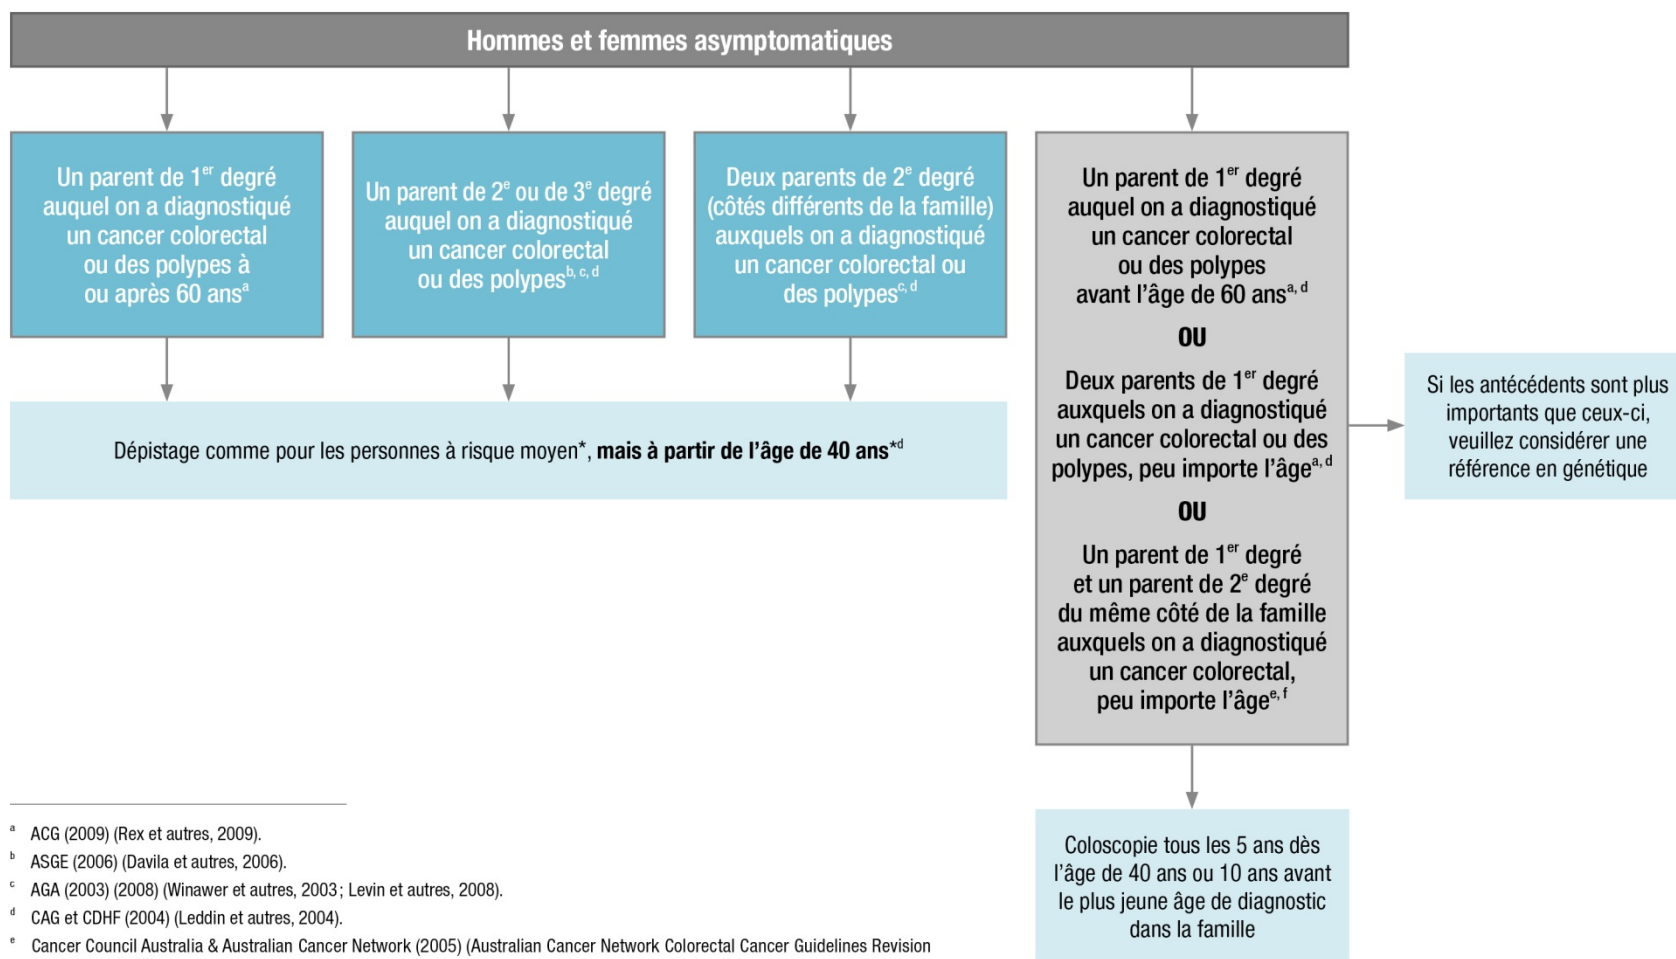 Hommes et femmes asymptomatiques
Un parent de 1er degré
auquel on a diagnostiqué
un cancer colorectal
ou des polypes à
ou après 60 ansa
Un parent de 2e ou de 3e degré
auquel on a diagnostiqué
un cancer colorectal
ou des polypesb, c, d
Deux parents de 2e degré
(côtés différents de la famille)
auxquels on a diagnostiqué
un cancer colorectal ou
des polypesc, d
Un parent de 1er degré
auquel on a diagnostiqué
un cancer colorectal
ou des polypes
avant l’âge de 60 ansa, d
OU
Deux parents de 1er degré
auxquels on a diagnostiqué
un cancer colorectal ou des
polypes, peu importe l’âgea, d
OU
Un parent de 1er degré
et un parent de 2e degré
du même côté de la famille
auxquels on a diagnostiqué
un cancer colorectal,
peu importe l’âgee, f
Dépistage comme pour les personnes à risque moyen*, mais à partir de l’âge de 40 ans*d
Si les antécédents sont plus
importants que ceux-ci,
veuillez considérer une
référence en génétique
Coloscopie tous les 5 ans dès
l’âge de 40 ans ou 10 ans avant
le plus jeune âge de diagnostic
dans la famille
a ACG (2009) (Rex et autres, 2009).
b ASGE (2006) (Davila et autres, 2006).
c AGA (2003) (2008) (Winawer et autres, 2003 ; Levin et autres, 2008).
d CAG et CDHF (2004) (Leddin et autres, 2004).
e Cancer Council Australia & Australian Cancer Network (2005) (Australian Cancer Network Colorectal Cancer Guidelines Revision